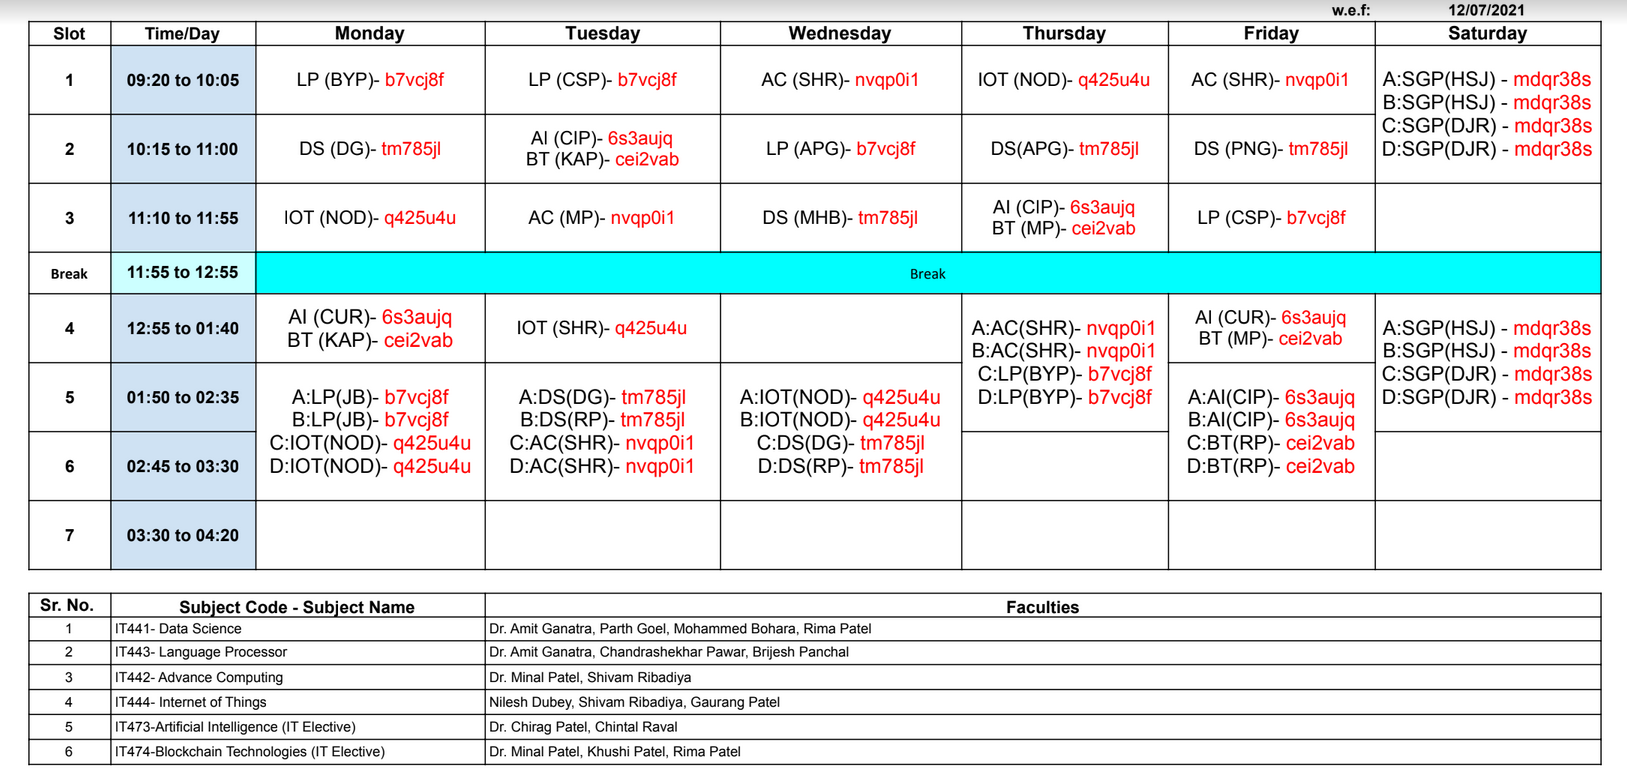 w.e.f: 12/07/2021
Slot Time/Day Monday Tuesday Wednesday Thursday Friday Saturday
1 09:20 to 10:05 LP (BYP)- b7vcj8f LP (CSP)- b7vcj8f AC (SHR)- nvqp0i1 IOT (NOD)- q425u4u AC (SHR)- nvqp0i1
A:SGP(HSJ) - mdqr38s
B:SGP(HSJ) - mdqr38s
C:SGP(DJR) - mdqr38s
D:SGP(DJR) - mdqr38s
2 10:15 to 11:00 DS (DG)- tm785jl
AI (CIP)- 6s3aujq
BT (KAP)- cei2vab
LP (APG)- b7vcj8f DS(APG)- tm785jl DS (PNG)- tm785jl
3 11:10 to 11:55 IOT (NOD)- q425u4u AC (MP)- nvqp0i1 DS (MHB)- tm785jl
AI (CIP)- 6s3aujq
BT (MP)- cei2vab
LP (CSP)- b7vcj8f
Break 11:55 to 12:55 Break
4 12:55 to 01:40
AI (CUR)- 6s3aujq
BT (KAP)- cei2vab
IOT (SHR)- q425u4u
A:AC(SHR)- nvqp0i1
B:AC(SHR)- nvqp0i1
C:LP(BYP)- b7vcj8f
D:LP(BYP)- b7vcj8f
AI (CUR)- 6s3aujq
BT (MP)- cei2vab
A:SGP(HSJ) - mdqr38s
B:SGP(HSJ) - mdqr38s
C:SGP(DJR) - mdqr38s
D:SGP(DJR) - mdqr38s
5 01:50 to 02:35
A:LP(JB)- b7vcj8f
B:LP(JB)- b7vcj8f
C:IOT(NOD)- q425u4u
D:IOT(NOD)- q425u4u
A:DS(DG)- tm785jl
B:DS(RP)- tm785jl
C:AC(SHR)- nvqp0i1
D:AC(SHR)- nvqp0i1
A:IOT(NOD)- q425u4u
B:IOT(NOD)- q425u4u
C:DS(DG)- tm785jl
D:DS(RP)- tm785jl
A:AI(CIP)- 6s3aujq
B:AI(CIP)- 6s3aujq
C:BT(RP)- cei2vab
D:BT(RP)- cei2vab
6 02:45 to 03:30
7 03:30 to 04:20
Sr. No. Subject Code - Subject Name Faculties
1 IT441- Data Science Dr. Amit Ganatra, Parth Goel, Mohammed Bohara, Rima Patel
2 IT443- Language Processor Dr. Amit Ganatra, Chandrashekhar Pawar, Brijesh Panchal
3 IT442- Advance Computing Dr. Minal Patel, Shivam Ribadiya
4 IT444- Internet of Things Nilesh Dubey, Shivam Ribadiya, Gaurang Patel
5 IT473-Artificial Intelligence (IT Elective) Dr. Chirag Patel, Chintal Raval
6 IT474-Blockchain Technologies (IT Elective) Dr. Minal Patel, Khushi Patel, Rima Patel